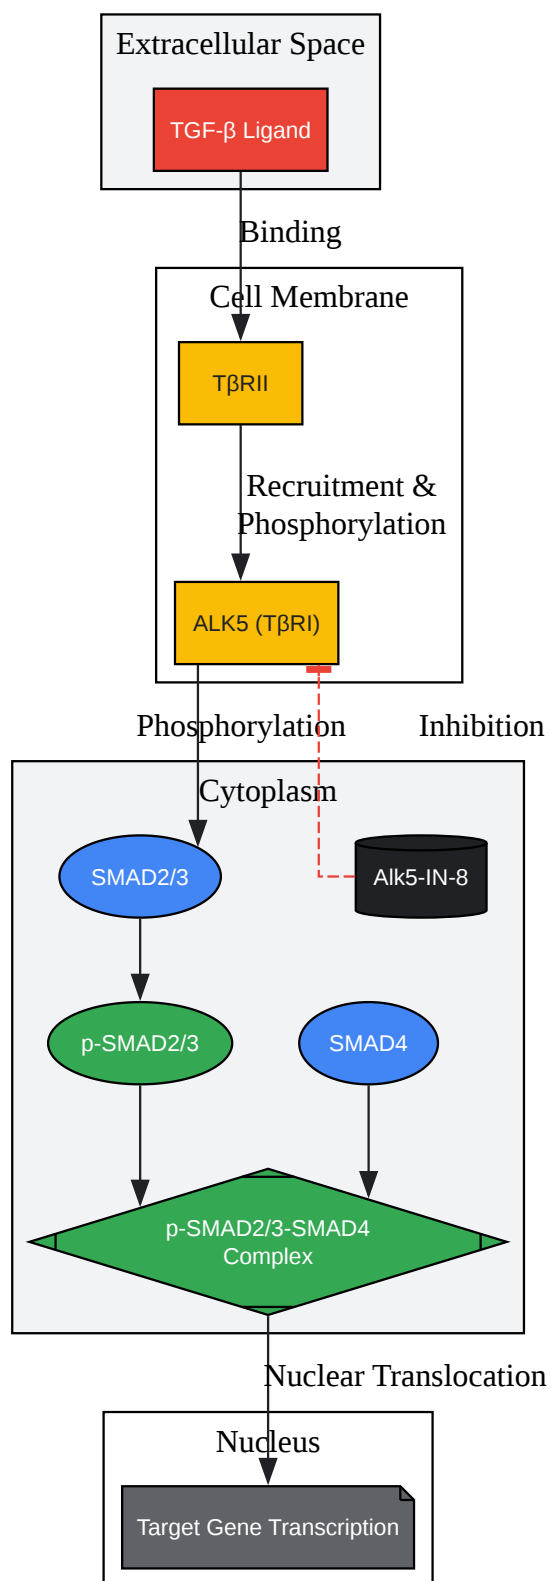 Extracellular Space
TGF-β Ligand
Binding
Cell Membrane
TβRII
Recruitment &
Phosphorylation
ALK5 (TβRI)
Phosphorylation
Inhibition
Cytoplasm
SMAD2/3
Alk5-IN-8
p-SMAD2/3
SMAD4
p-SMAD2/3-SMAD4
Complex
Nuclear Translocation
Nucleus
Target Gene Transcription